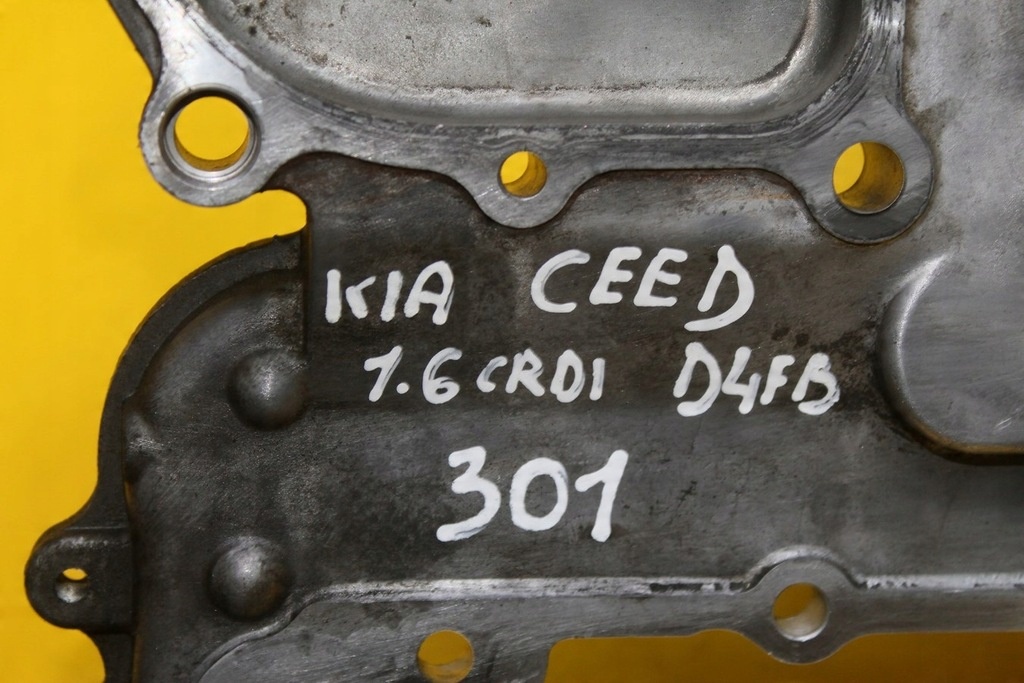 KIA CEED
1.6 CRDI D4FB
301